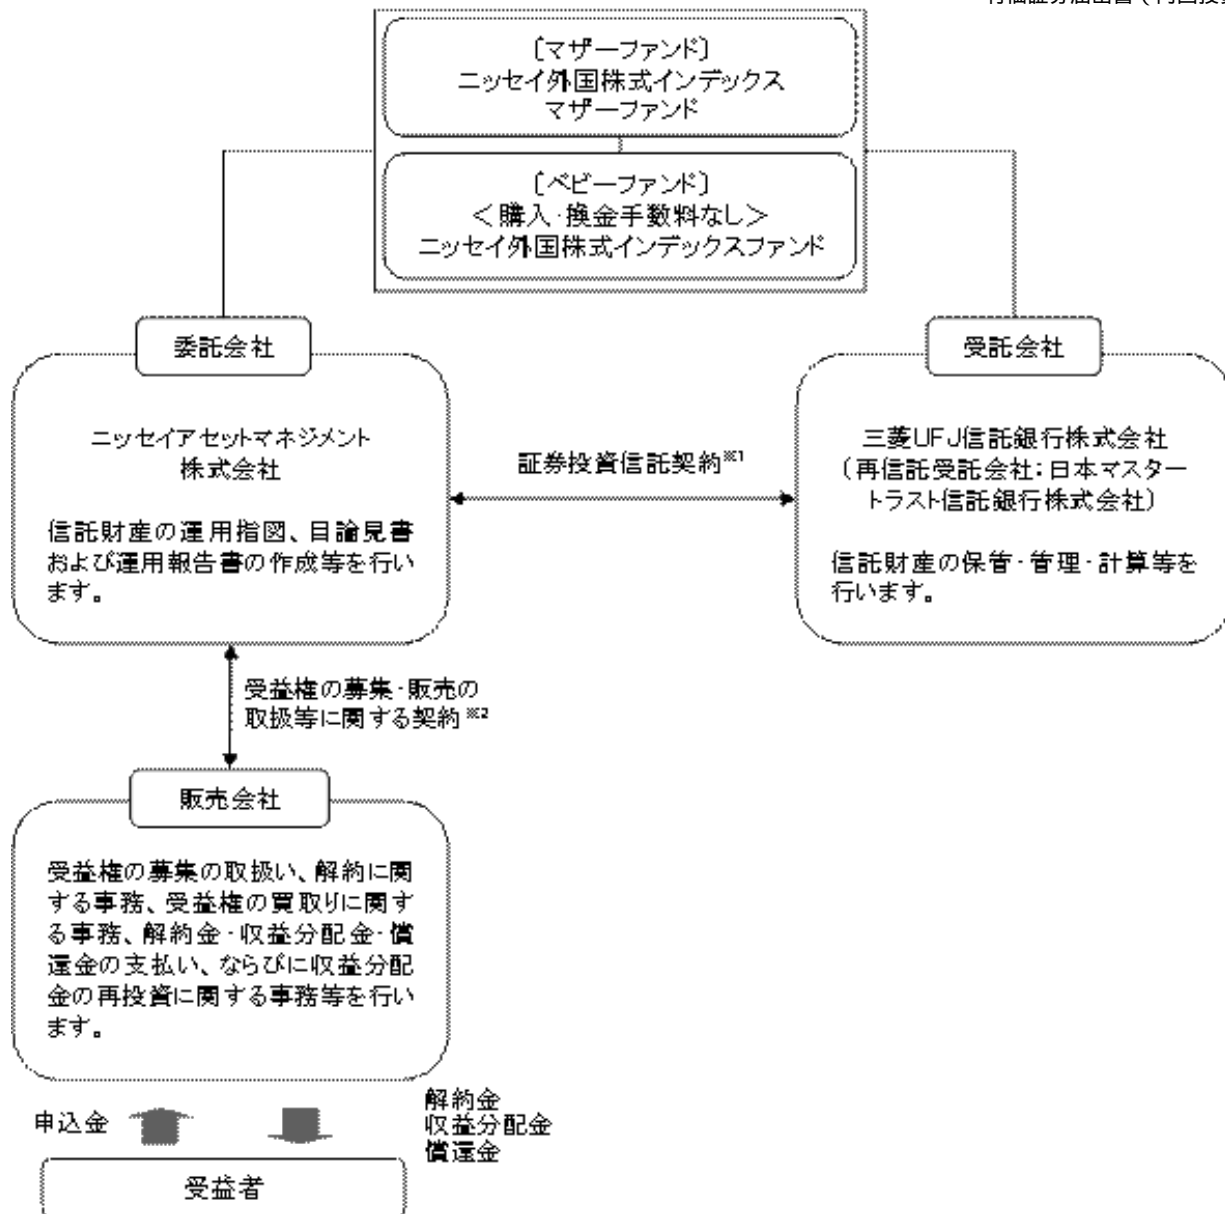 〔マザーファンド〕
ニッセイ外国株式インデックス
マザーファンド
〔ベビーファンド〕
＜購入・換金手数料なし＞
ニッセイ外国株式インデックスファンド
委託会社
ニッセイアセットマネジメント
株式会社
信託財産の運用指図、目論見書
および運用報告書の作成等を行い
ます。
証券投資信託契約※1
受託会社
三菱UFJ信託銀行株式会社
（再信託受託会社：日本マスター
トラスト信託銀行株式会社）
信託財産の保管・管理・計算等を
行います。
受益権の募集・販売の
取扱等に関する契約※2
販売会社
受益権の募集の取扱い、解約に関
する事務、受益権の買取りに関す
る事務、解約金・収益分配金・償
還金の支払い、ならびに収益分配
金の再投資に関する事務等を行い
ます。
申込金
解約金
収益分配金
償還金
受益者